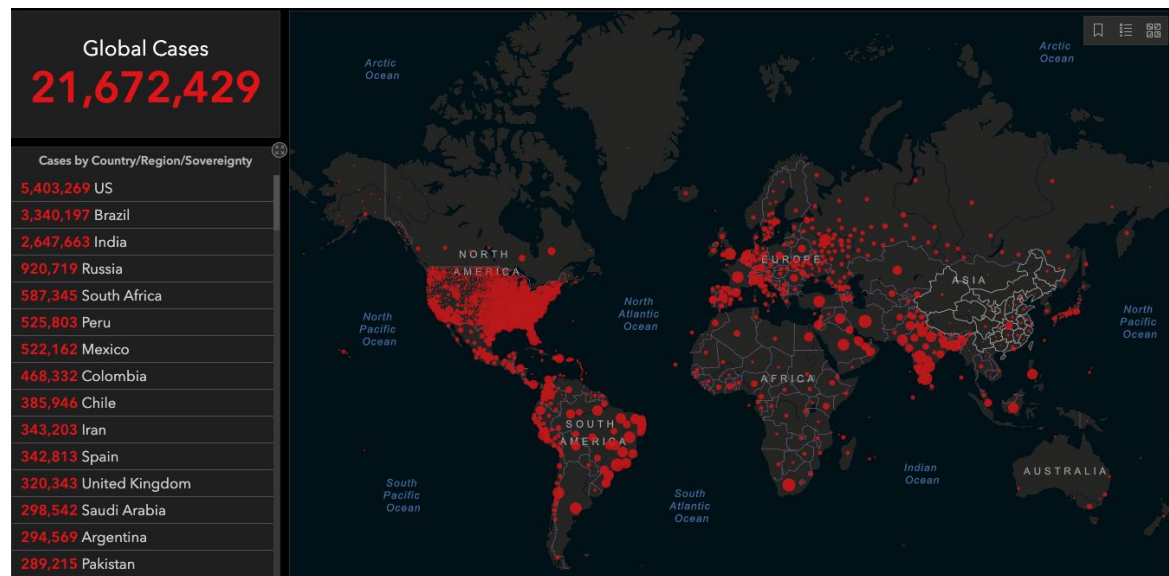 Global Cases
21,672,429
Cases by Country/Region/Sovereignty
5,403,269 US
3,340,197 Brazil
2,647,663 India
920,719 Russia
587,345 South Africa
525,803 Peru
522,162 Mexico
468,332 Colombia
385,946 Chile
343,203 Iran
342,813 Spain
320,343 United Kingdom
298,542 Saudi Arabia
294,569 Argentina
289,215 Pakistan
Arctic
Ocean
Arctic
Ocean
NORTH
AMERICA
EUROPE
ASIA
North
Pacific
Ocean
North
Atlantic
Ocean
North
Pacific
Ocean
AFRICA
SOUTH
AMERICA
Indian
Ocean
AUSTRALIA
South
Pacific
Ocean
South
Atlantic
Ocean